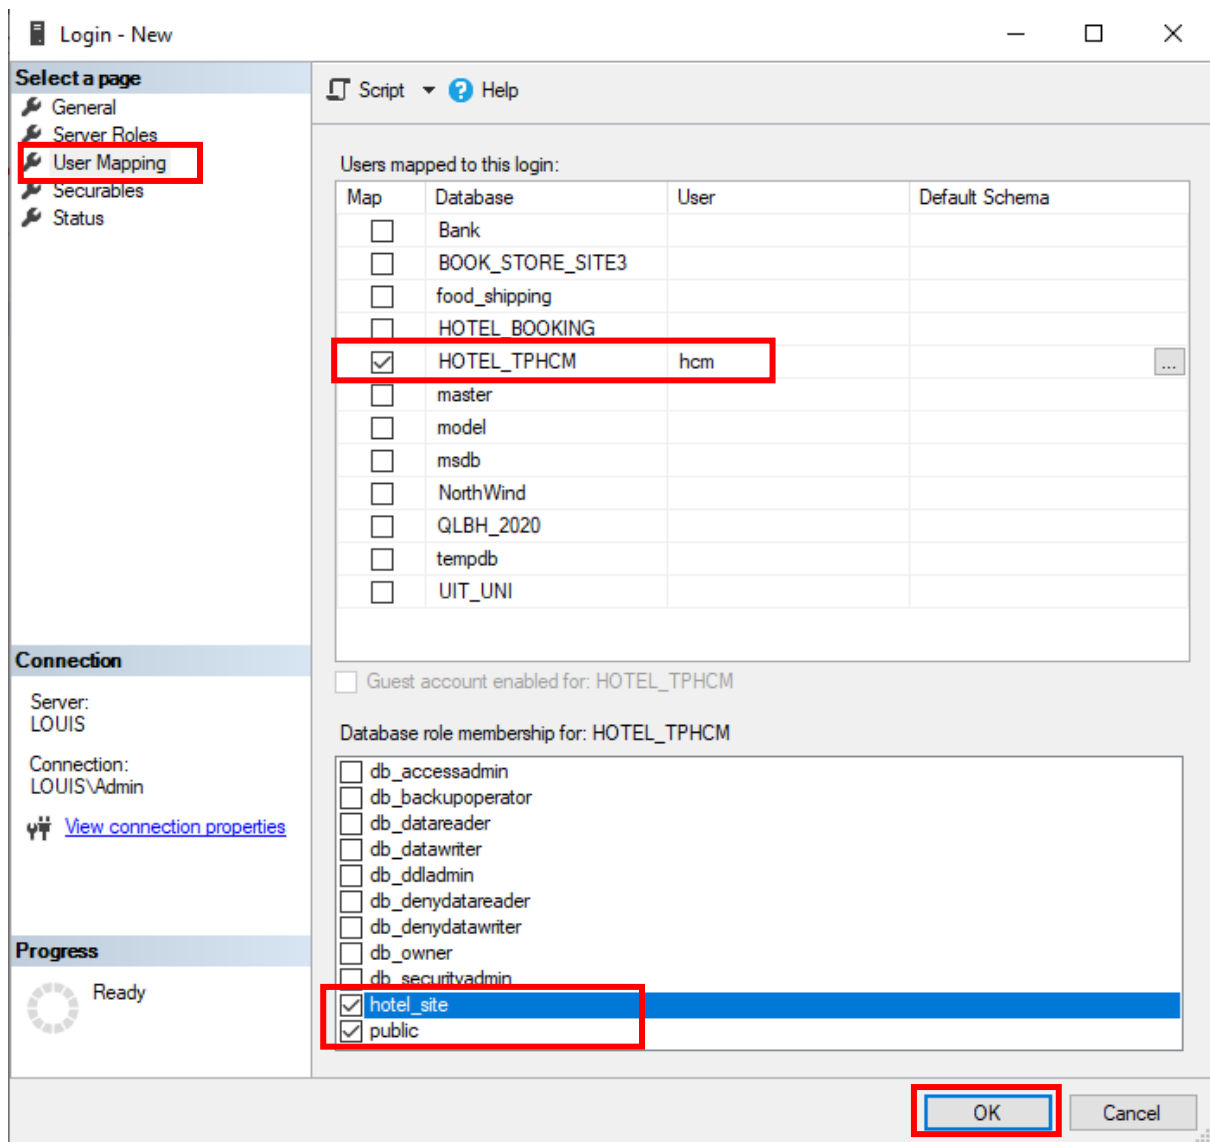 Login - New
Select a page
General
Server Roles
User Mapping
Securables
Status
Script
Help
Users mapped to this login:
Map Database User Default Schema
Bank
BOOK_STORE_SITE3
food_shipping
HOTEL_BOOKING
HOTEL_TPHCM hcm ...
master
model
msdb
NorthWind
QLBH_2020
tempdb
UIT_UNI
Guest account enabled for: HOTEL_TPHCM
Connection
Server:
LOUIS
Connection:
LOUIS\Admin
View connection properties
Database role membership for: HOTEL_TPHCM
db_accessadmin
db_backupoperator
db_datareader
db_datawriter
db_ddladmin
db_denydatareader
db_denydatawriter
db_owner
db_securityadmin
hotel_site
public
Progress
Ready
OK
Cancel